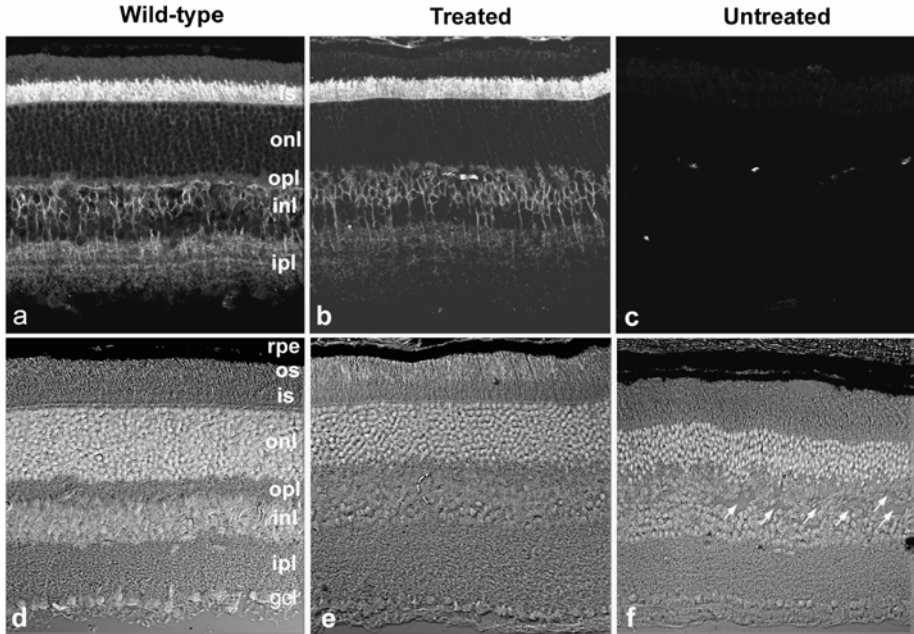 Wild-type
Treated
Untreated
is
onl
opl
inl
ipl
a
b
c
rpe
os
is
onl
opl
inl
ipl
gcl
d
e
f